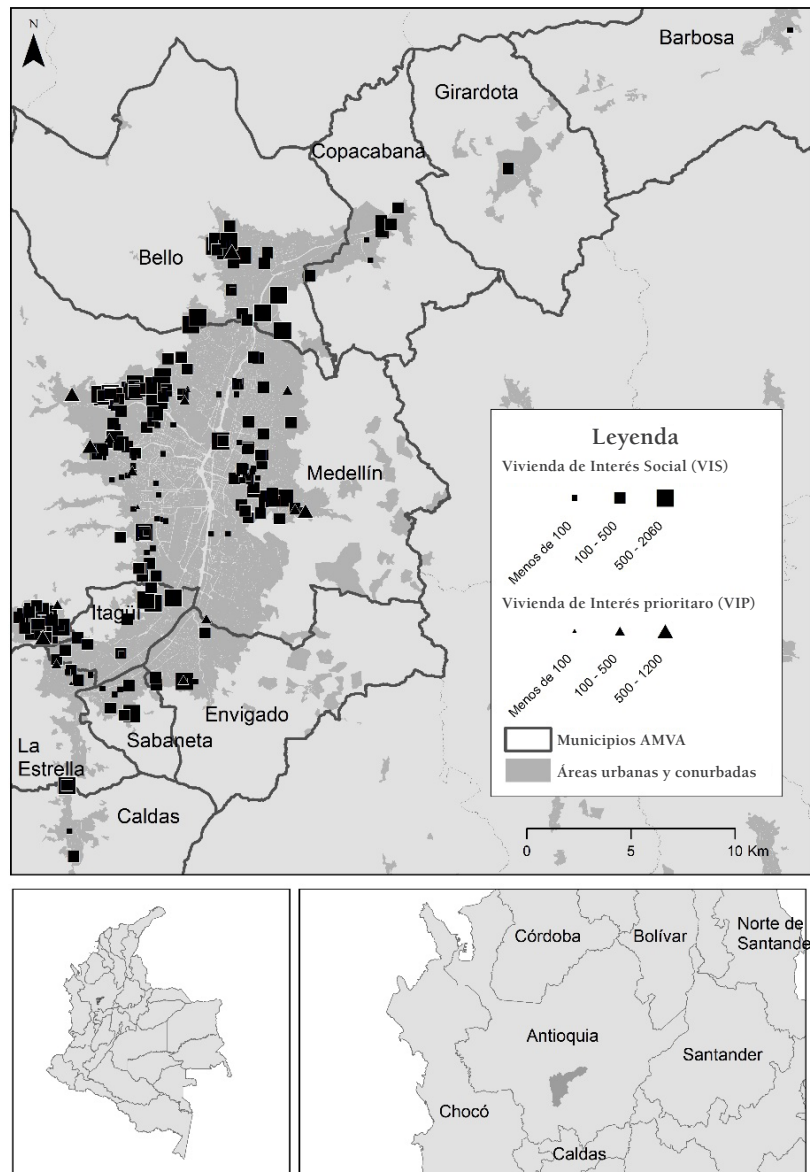 N
Barbosa
Girardota
Copacabana
Bello
Medellín
Itagüí
Envigado
Sabaneta
La
Estrella
Caldas
Leyenda
Vivienda de Interés Social (VIS)
Menos de 100
100 - 500
500 - 2060
Vivienda de Interés prioritaro (VIP)
Menos de 100
100 - 500
500 - 1200
Municipios AMVA
Áreas urbanas y conurbadas
0 5 10 Km
Córdoba
Bolívar
Norte de
Santande
Antioquia
Santander
Chocó
Caldas